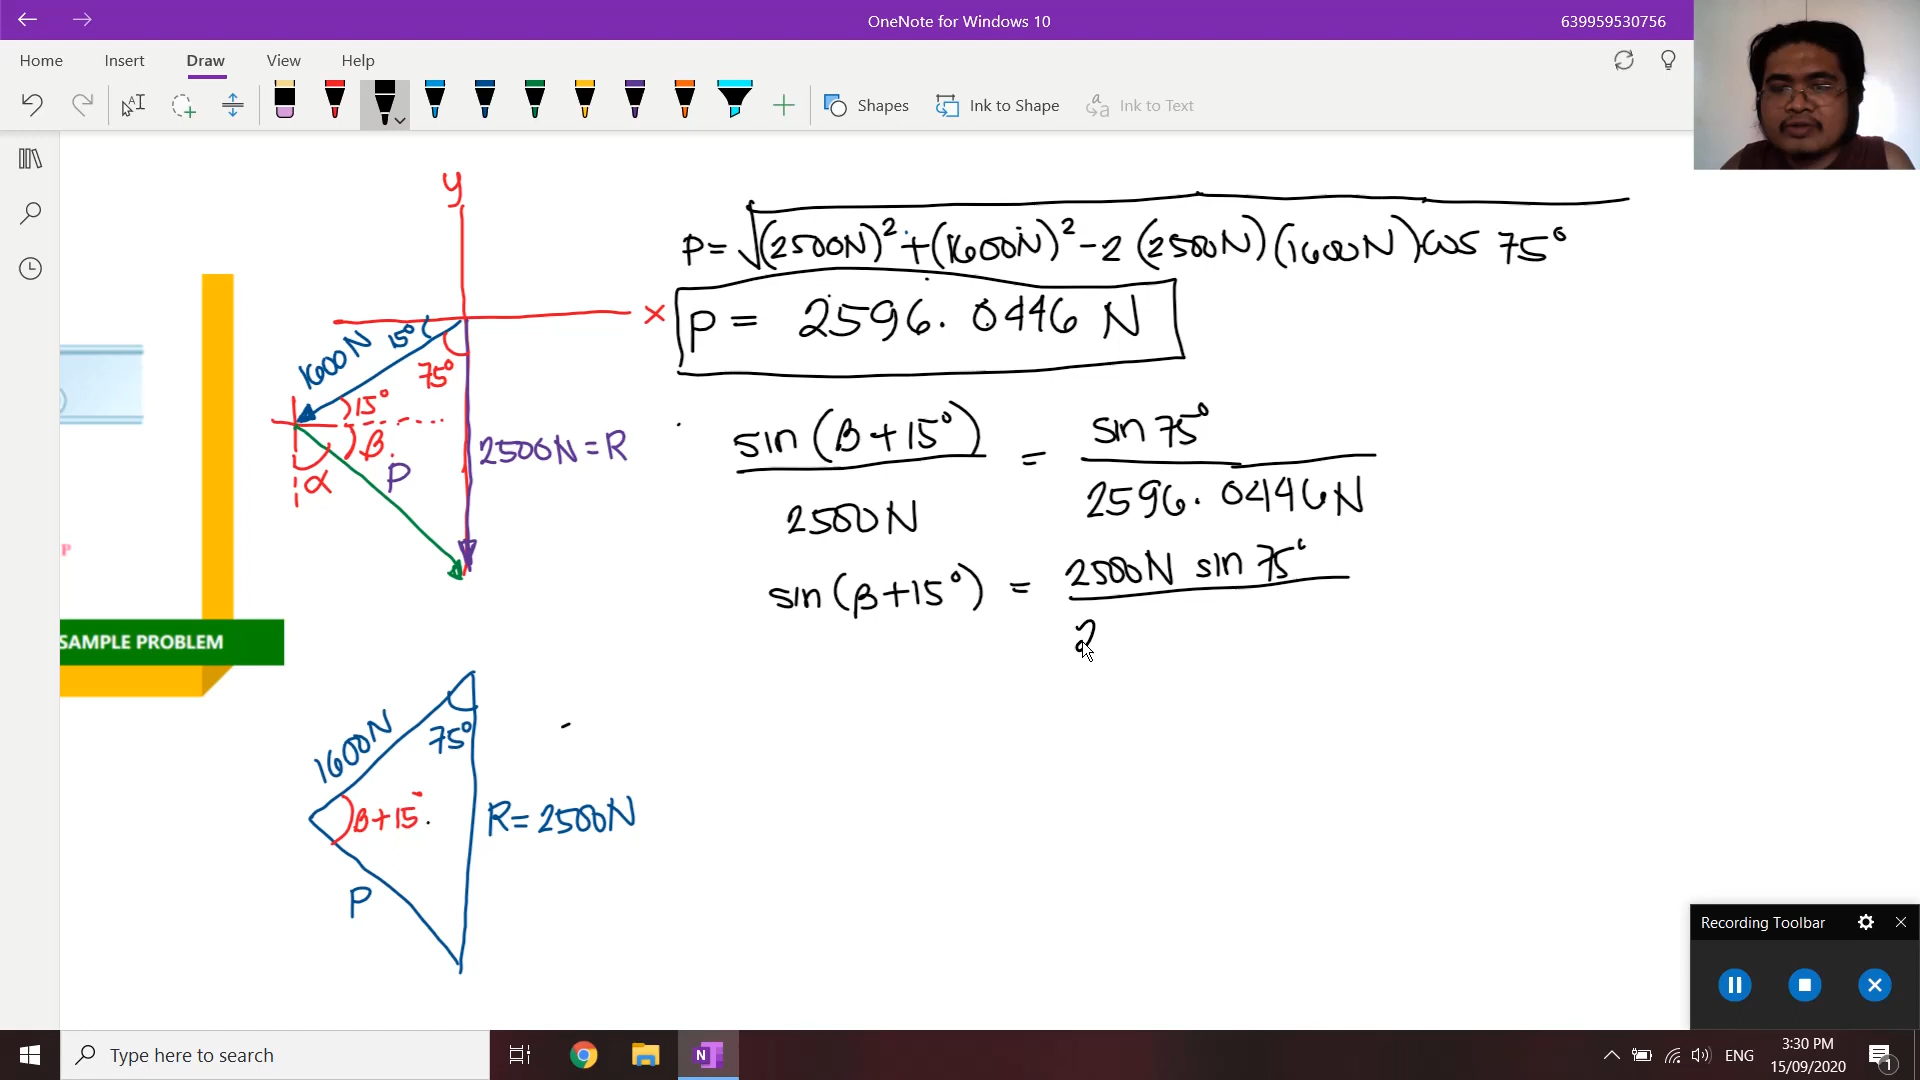 OneNote for Windows 10
639959530756
Home Insert Draw View Help
Shapes Ink to Shape Ink to Text
y
x
1600N
15°
75°
15°
β
α
P
2500N = R
P
SAMPLE PROBLEM
P = √(2500N)² + (1600N)² - 2 (2500N) (1600N) cos 75°
P = 2596.0446 N
sin (β + 15°) = sin 75°
2500N 2596.0446N
sin (β + 15°) = 2500N sin 75°
2
1600N
75°
β + 15°
R = 2500N
P
Recording Toolbar
Type here to search
N
ENG
3:30 PM
15/09/2020
1